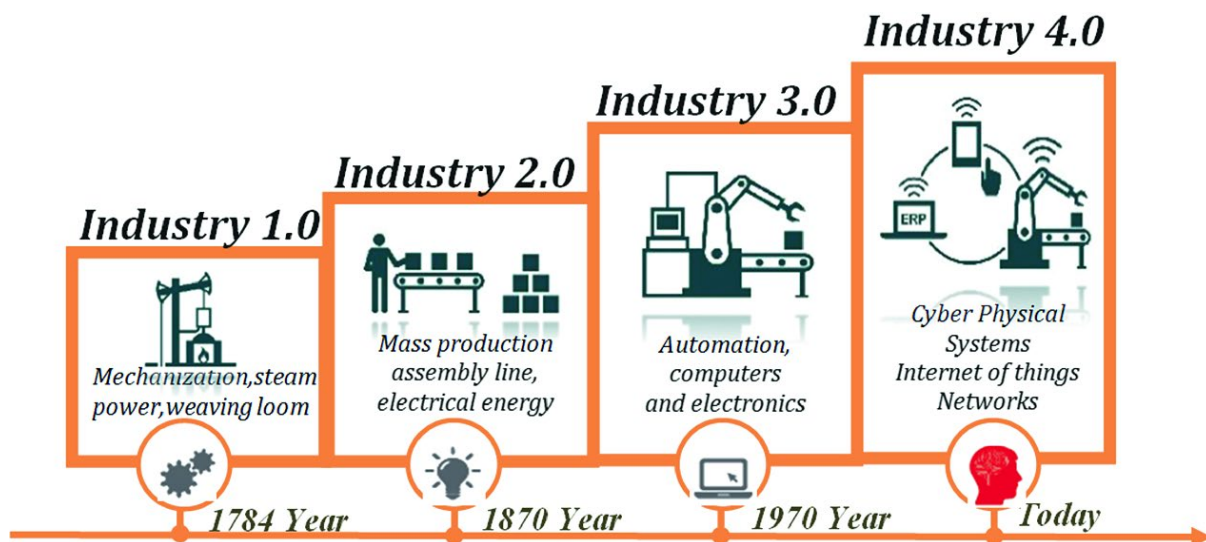 Industry 1.0
Mechanization,steam
power,weaving loom
1784 Year
Industry 2.0
Mass production
assembly line,
electrical energy
1870 Year
Industry 3.0
Automation,
computers
and electronics
1970 Year
Industry 4.0
ERP
Cyber Physical
Systems
Internet of things
Networks
Today